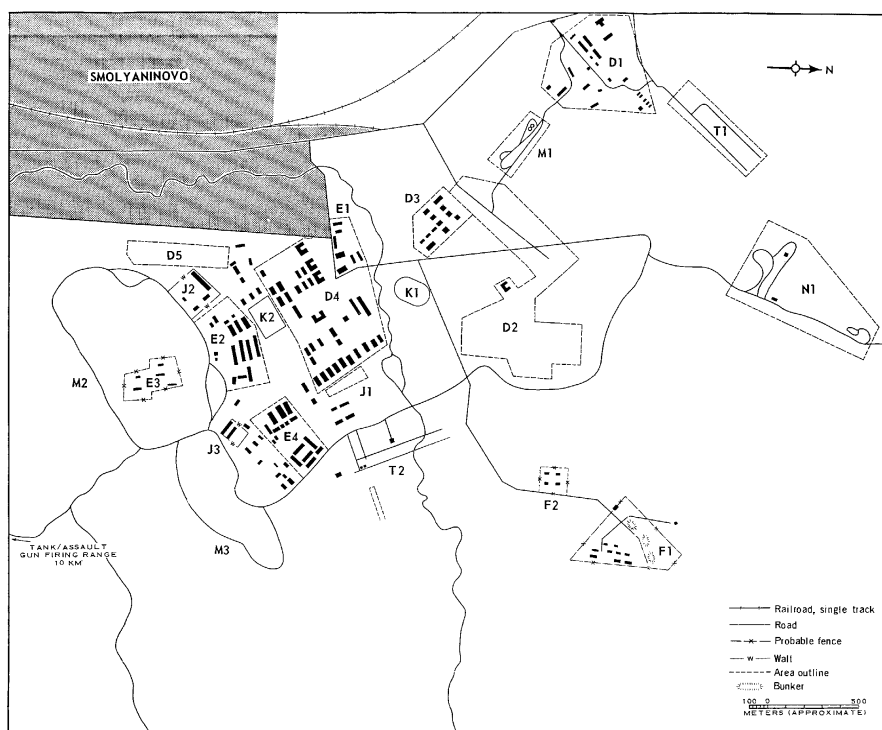 SMOLYANINOVO
D1
N
T1
M1
D3
E1
D5
N1
J2
K1
D4
K2
D2
E2
M2
E3
J1
J3
E4
T2
F2
M3
F1
TANK/ASSAULT
GUN FIRING RANGE
10 KM
Railroad, single track
Road
Probable fence
Wall
Area outline
Bunker
100 0 500
METERS (APPROXIMATE)